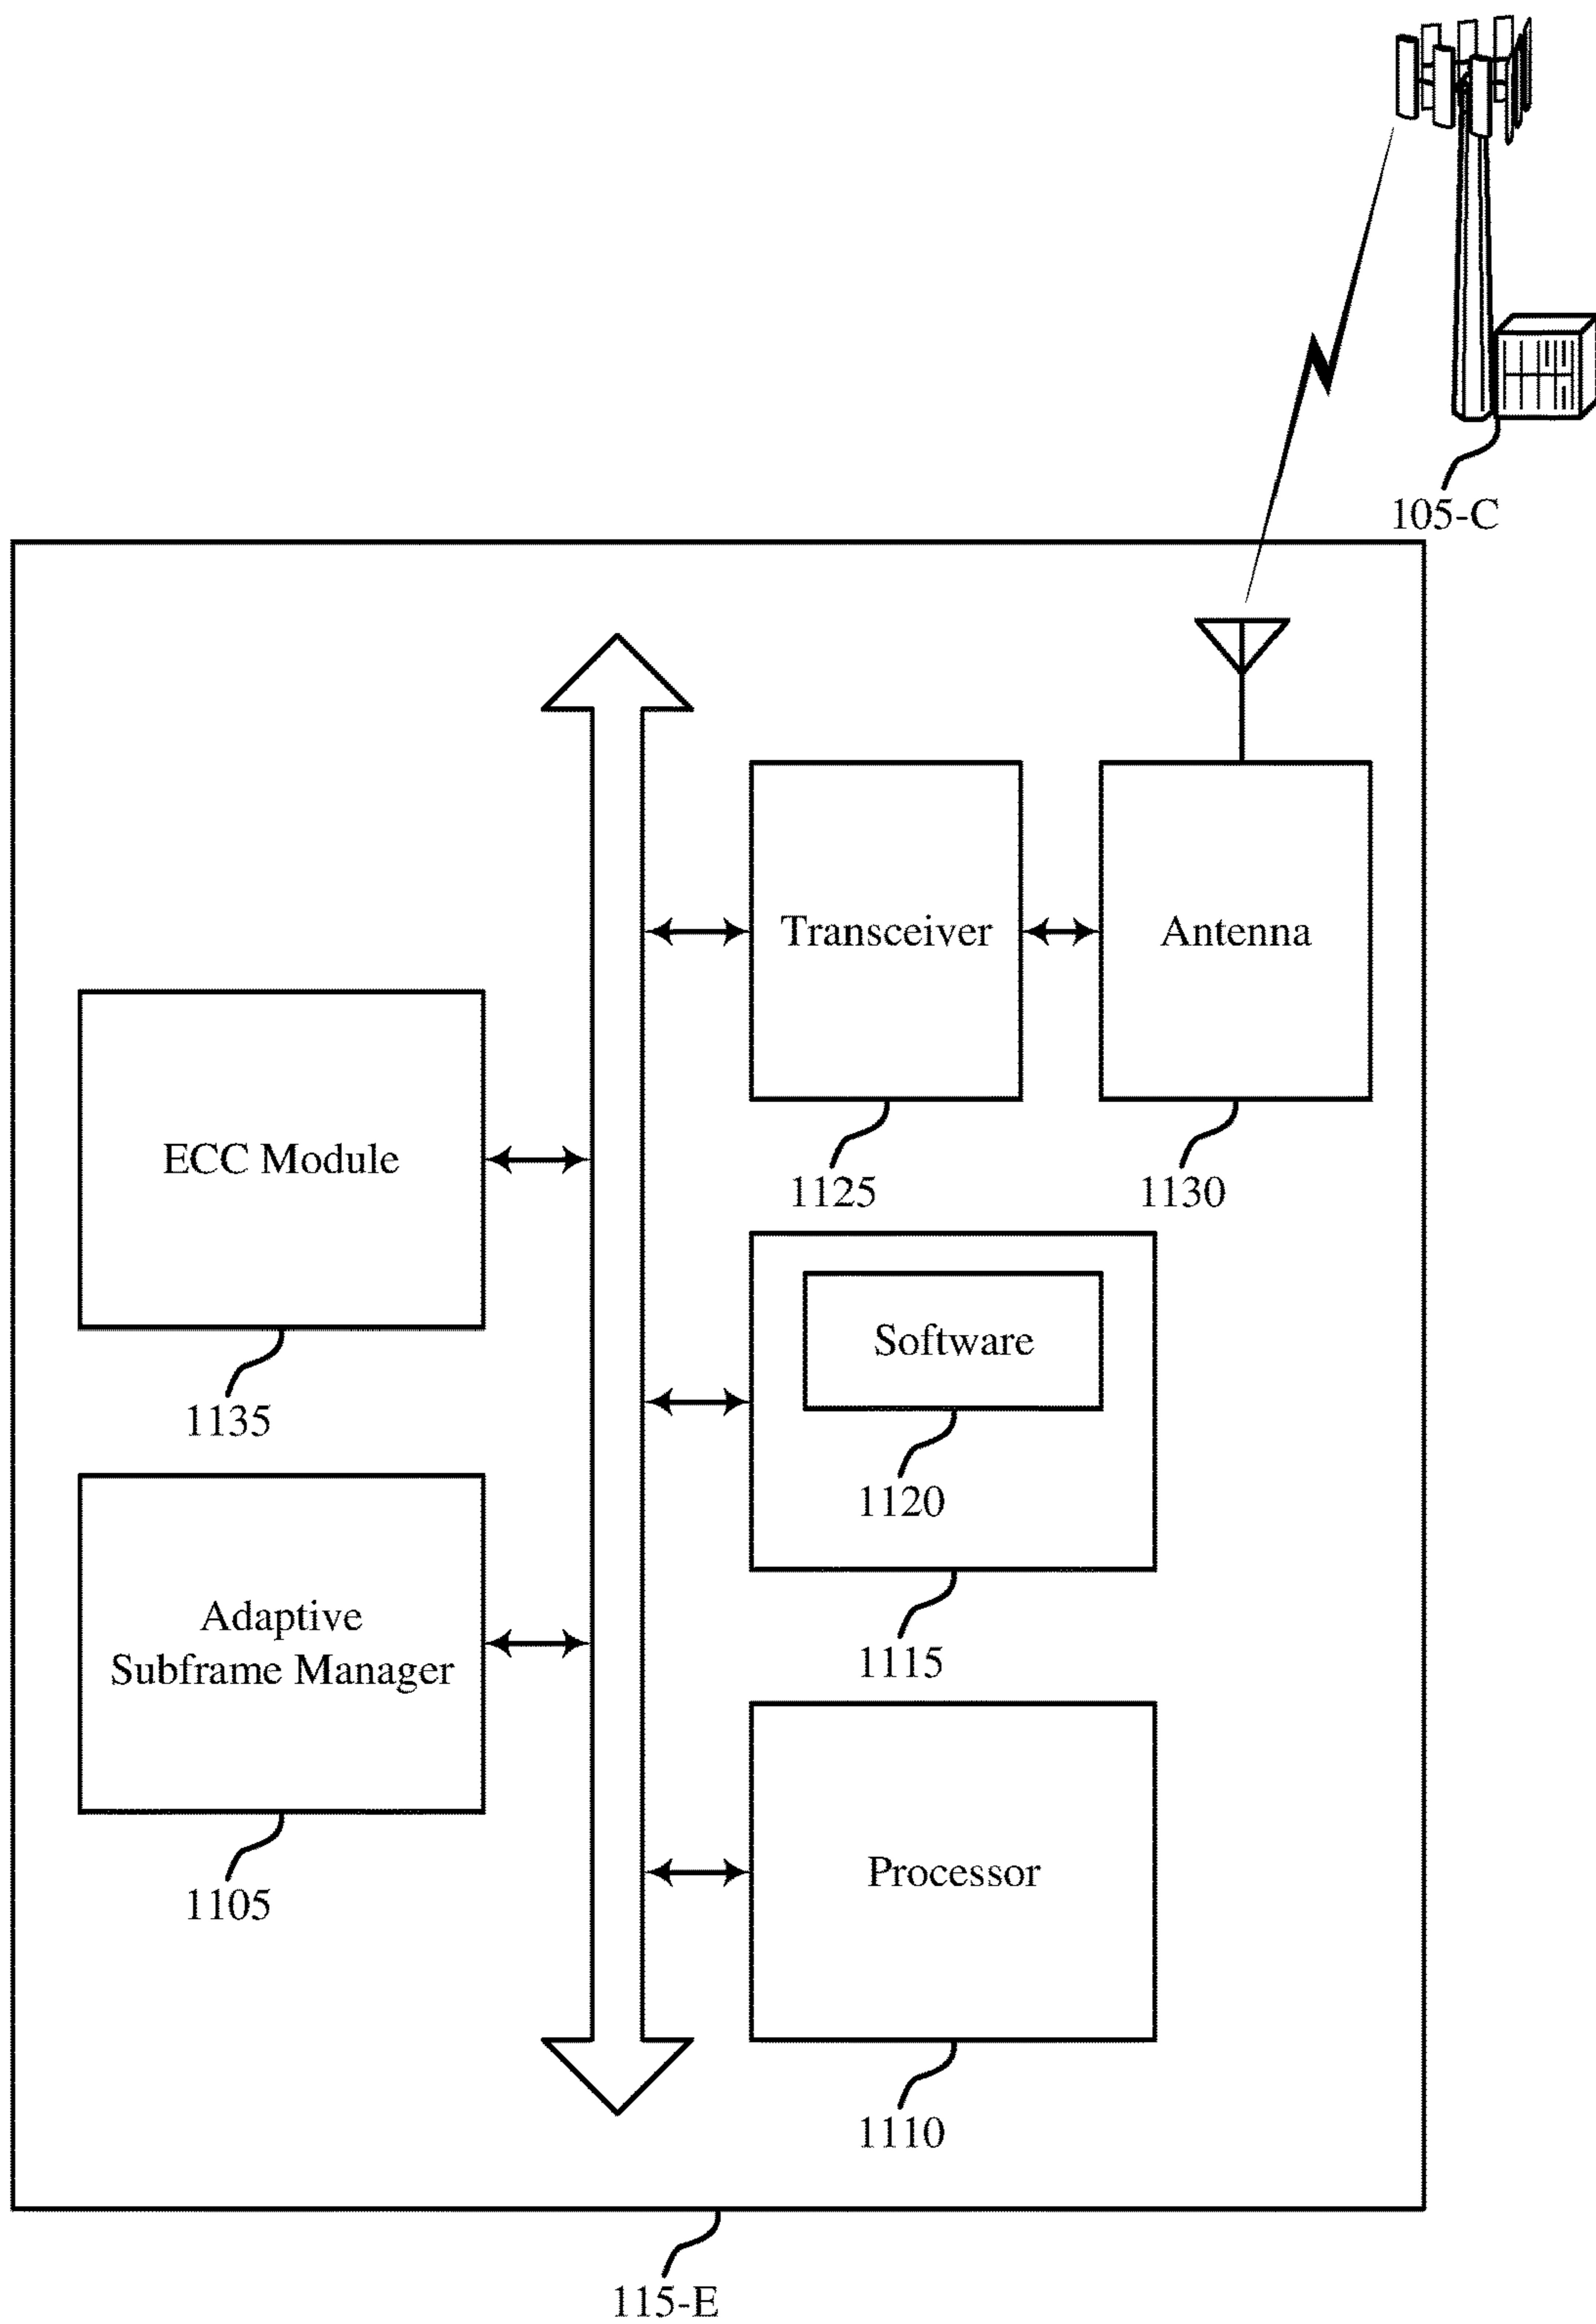 105-C
Transceiver
Antenna
1125
1130
ECC Module
1135
Software
1120
1115
Adaptive
Subframe Manager
1105
Processor
1110
115-E